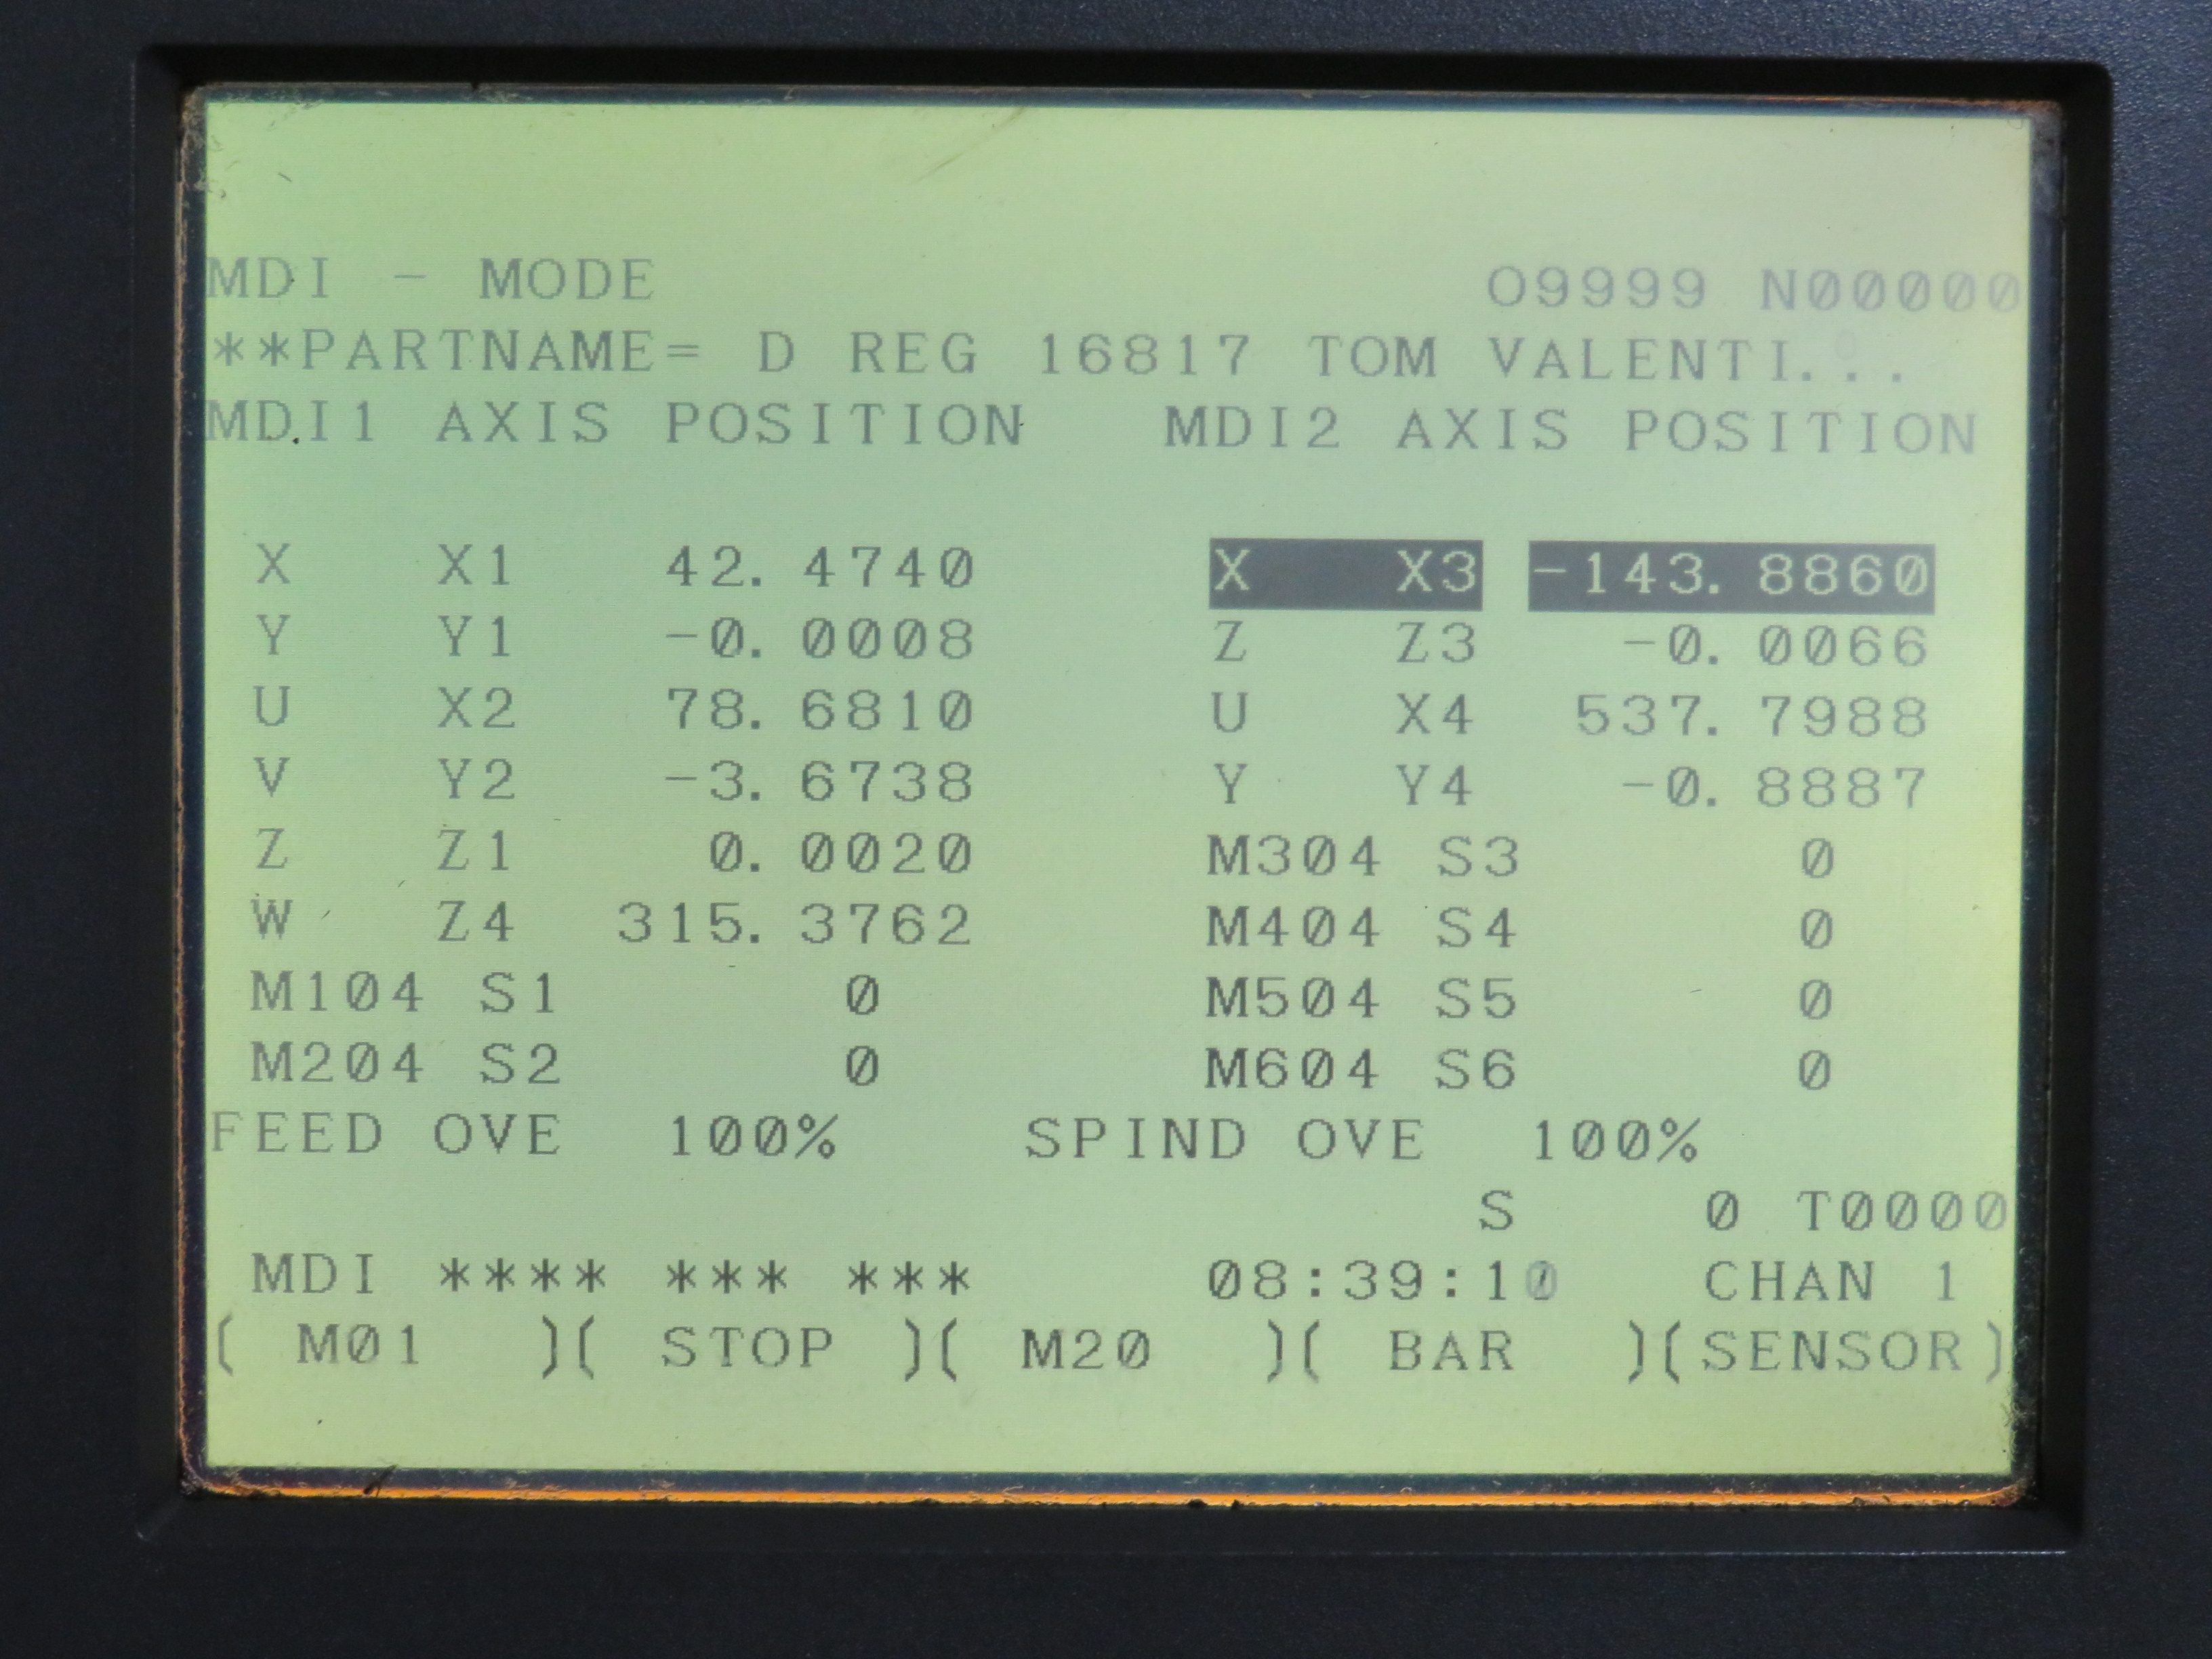 MDI - MODE O9999 N00000
**PARTNAME= D REG 16817 TOM VALENTI...
MDI1 AXIS POSITION MDI2 AXIS POSITION
X X1 42.4740 X X3 -143.8860
Y Y1 -0.0008 Z Z3 -0.0066
U X2 78.6810 U X4 537.7988
V Y2 -3.6738 Y Y4 -0.8887
Z Z1 0.0020 M304 S3 0
W Z4 315.3762 M404 S4 0
M104 S1 0 M504 S5 0
M204 S2 0 M604 S6 0
FEED OVE 100% SPIND OVE 100%
S 0 T0000
MDI **** *** *** 08:39:10 CHAN 1
( M01 )( STOP )( M20 )( BAR )(SENSOR)